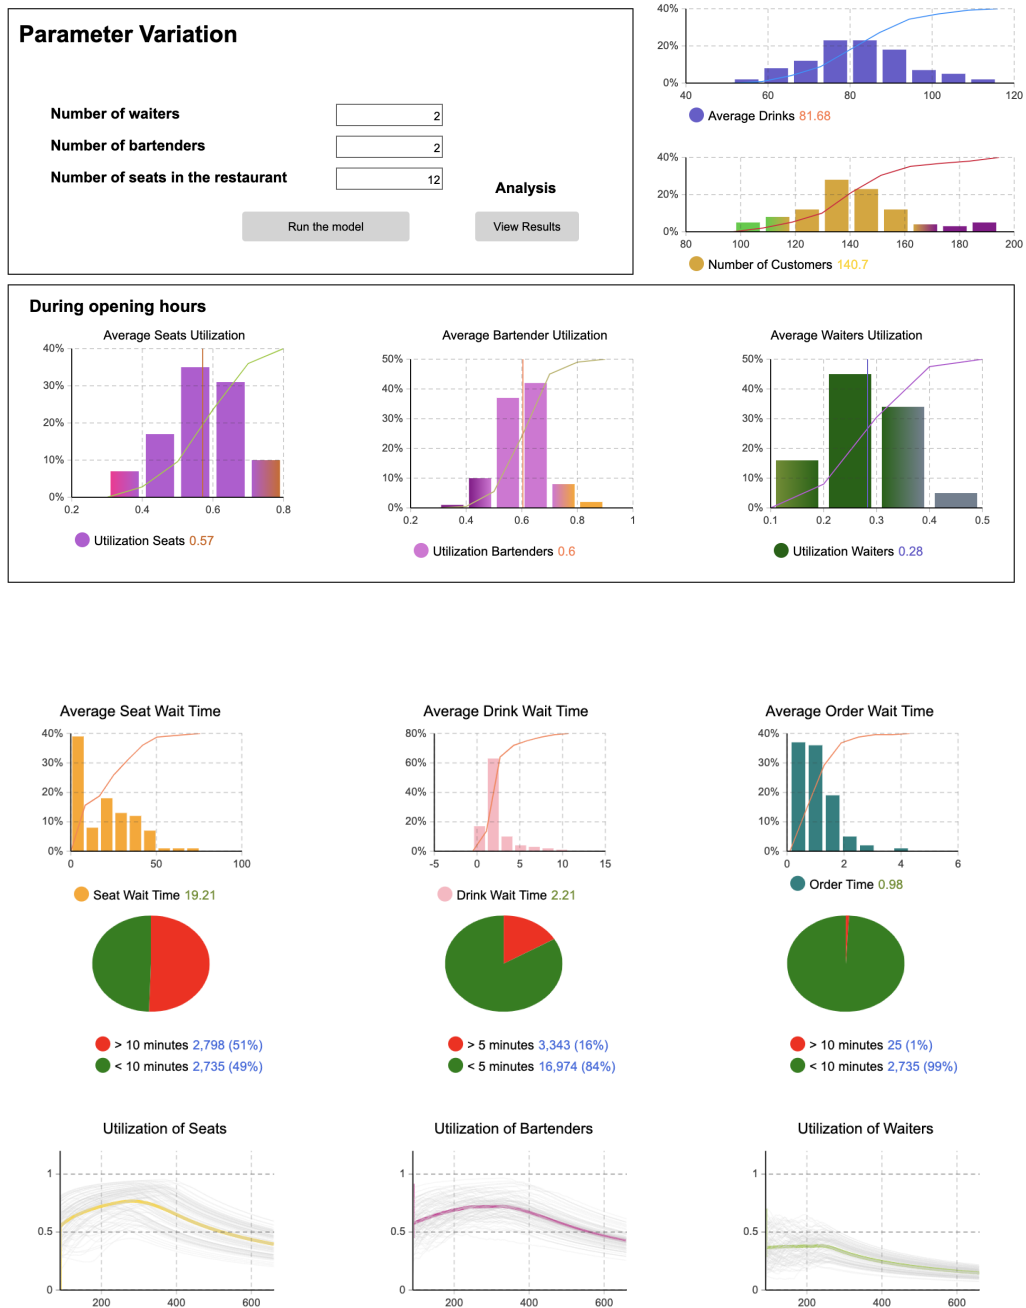 Parameter Variation
Number of waiters 2
Number of bartenders 2
Number of seats in the restaurant 12
Analysis
Run the model View Results
40%
20%
0%
40 60 80 100 120
Average Drinks 81.68
40%
20%
0%
80 100 120 140 160 180 200
Number of Customers 140.7
During opening hours
Average Seats Utilization
40%
30%
20%
10%
0%
0.2 0.4 0.6 0.8
Utilization Seats 0.57
Average Bartender Utilization
50%
40%
30%
20%
10%
0%
0.2 0.4 0.6 0.8 1
Utilization Bartenders 0.6
Average Waiters Utilization
50%
40%
30%
20%
10%
0%
0.1 0.2 0.3 0.4 0.5
Utilization Waiters 0.28
Average Seat Wait Time
40%
30%
20%
10%
0%
0 50 100
Seat Wait Time 19.21
> 10 minutes 2,798 (51%)
< 10 minutes 2,735 (49%)
Average Drink Wait Time
80%
60%
40%
20%
0%
-5 0 5 10 15
Drink Wait Time 2.21
> 5 minutes 3,343 (16%)
< 5 minutes 16,974 (84%)
Average Order Wait Time
40%
30%
20%
10%
0%
0 2 4 6
Order Time 0.98
> 10 minutes 25 (1%)
< 10 minutes 2,735 (99%)
Utilization of Seats
1
0.5
0
200 400 600
Utilization of Bartenders
1
0.5
0
200 400 600
Utilization of Waiters
1
0.5
0
200 400 600